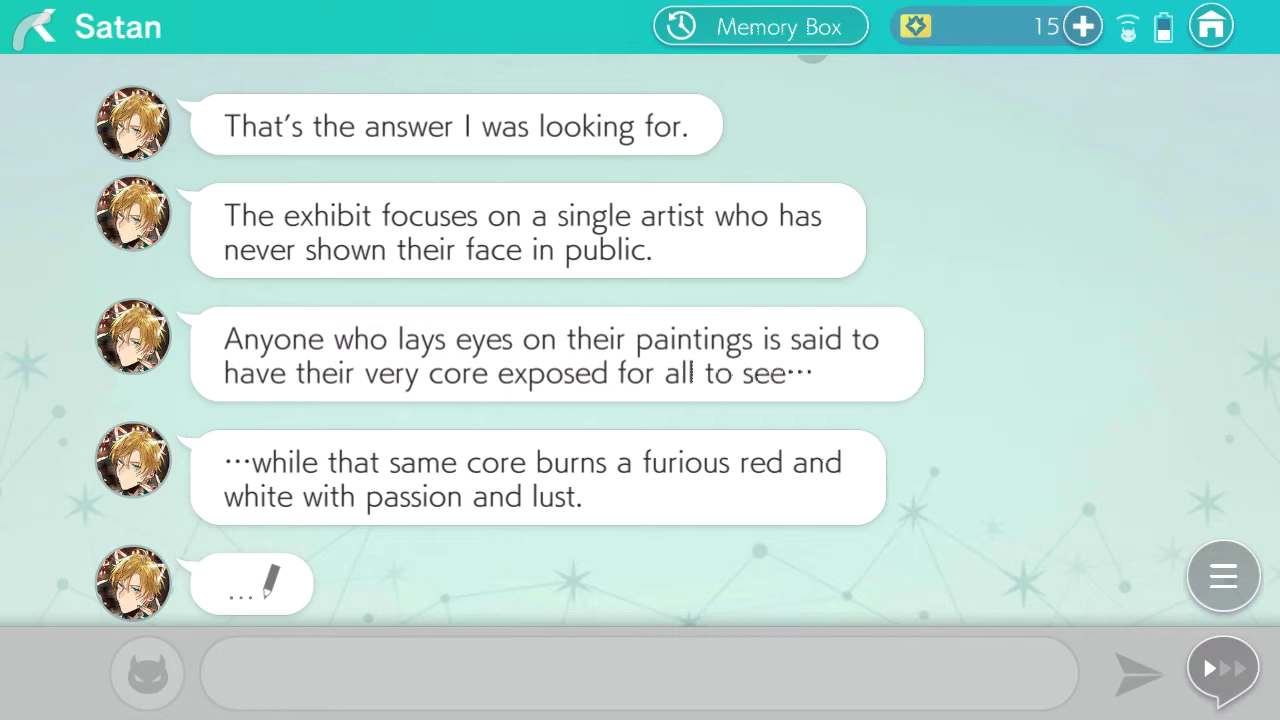 Satan
Memory Box
15
That's the answer I was looking for.
The exhibit focuses on a single artist who has
never shown their face in public.
Anyone who lays eyes on their paintings is said to
have their very core exposed for all to see…
…while that same core burns a furious red and
white with passion and lust.
...